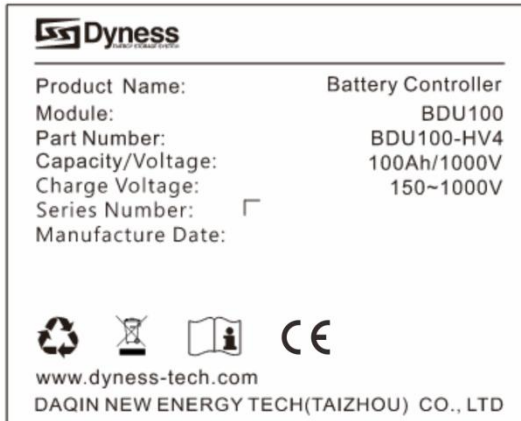 Dyness
Product Name: Battery Controller
Module: BDU100
Part Number: BDU100-HV4
Capacity/Voltage: 100Ah/1000V
Charge Voltage: 150~1000V
Series Number:
Manufacture Date:
CE
www.dyness-tech.com
DAQIN NEW ENERGY TECH(TAIZHOU) CO., LTD